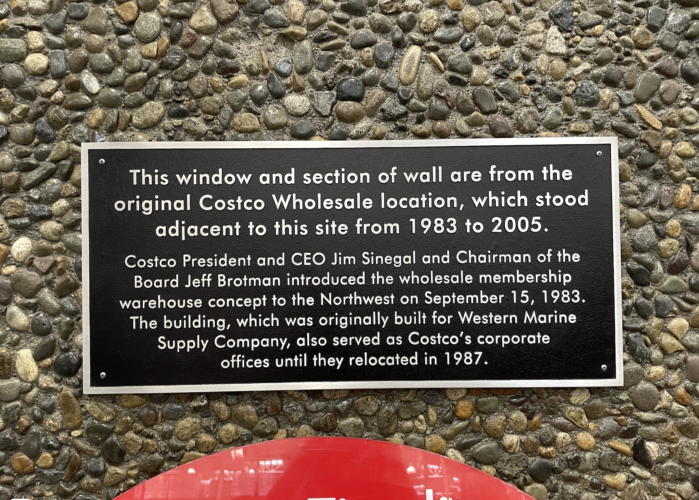 This window and section of wall are from the
original Costco Wholesale location, which stood
adjacent to this site from 1983 to 2005.
Costco President and CEO Jim Sinegal and Chairman of the
Board Jeff Brotman introduced the wholesale membership
warehouse concept to the Northwest on September 15, 1983.
The building, which was originally built for Western Marine
Supply Company, also served as Costco's corporate
offices until they relocated in 1987.